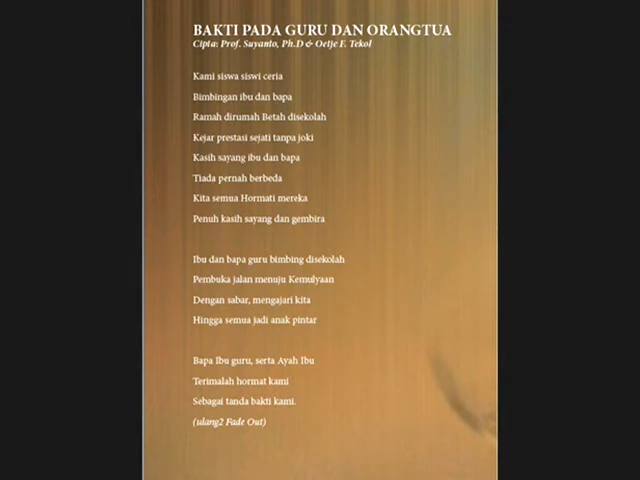 BAKTI PADA GURU DAN ORANGTUA
Cipta: Prof. Suyanto, Ph.D & Oetje F. Tekol
Kami siswa siswi ceria
Bimbingan ibu dan bapa
Ramah dirumah Betah disekolah
Kejar prestasi sejati tanpa joki
Kasih sayang ibu dan bapa
Tiada pernah berbeda
Kita semua Hormati mereka
Penuh kasih sayang dan gembira
Ibu dan bapa guru bimbing disekolah
Pembuka jalan menuju Kemulyaan
Dengan sabar, mengajari kita
Hingga semua jadi anak pintar
Bapa Ibu guru, serta Ayah Ibu
Terimalah hormat kami
Sebagai tanda bakti kami.
(ulang2 Fade Out)